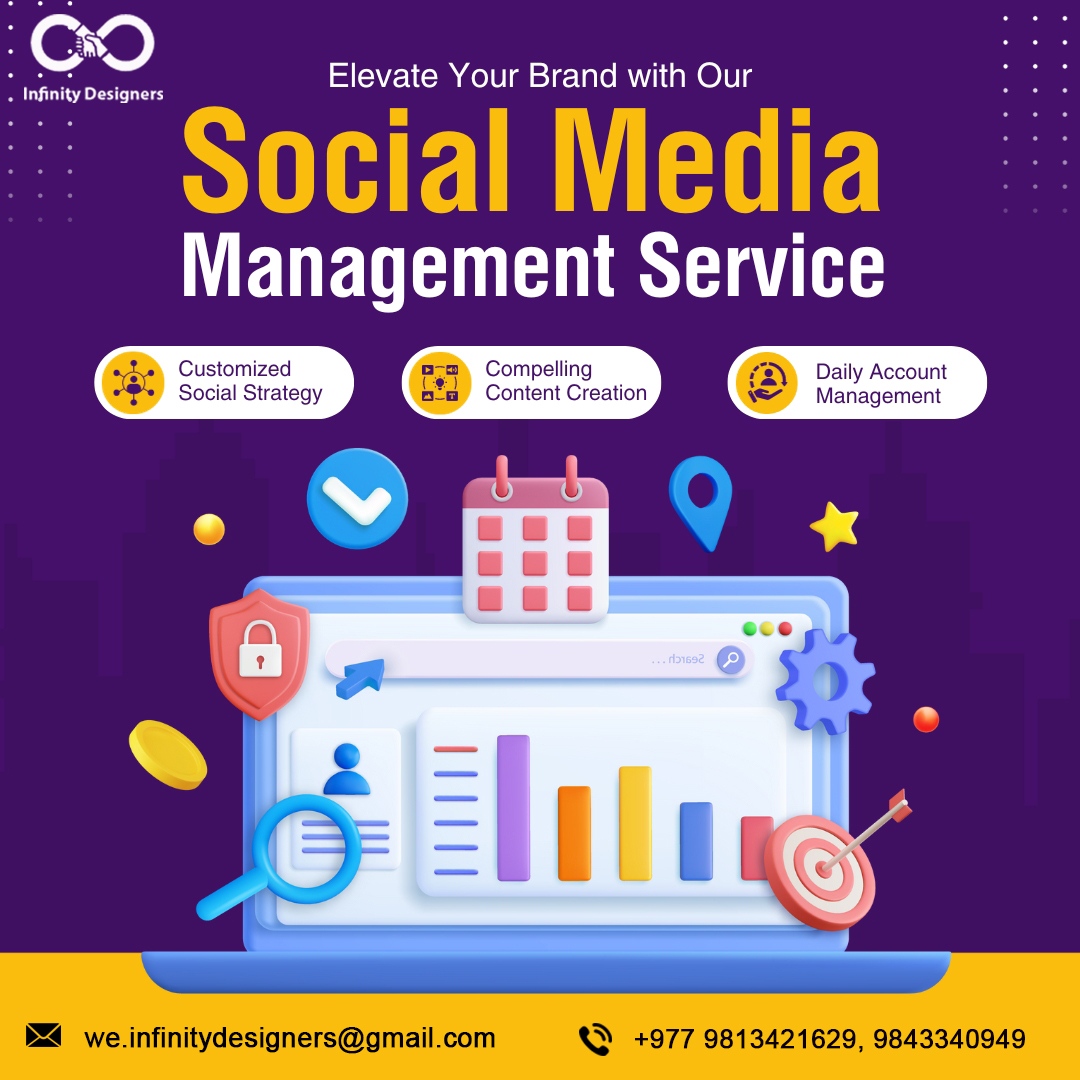 Infinity Designers
Elevate Your Brand with Our
Social Media
Management Service
Customized
Social Strategy
Compelling
Content Creation
Daily Account
Management
Search...
we.infinitydesigners@gmail.com
+977 9813421629, 9843340949